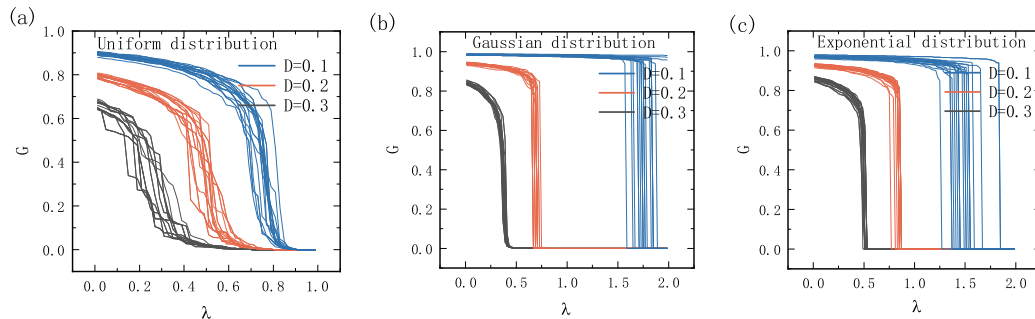 (a)
Uniform distribution
D=0.1
D=0.2
D=0.3
G
1.0
0.8
0.6
0.4
0.2
0.0
0.0 0.2 0.4 0.6 0.8 1.0
λ
(b)
Gaussian distribution
D=0.1
D=0.2
D=0.3
G
1.0
0.8
0.6
0.4
0.2
0.0
0.0 0.5 1.0 1.5 2.0
λ
(c)
Exponential distribution
D=0.1
D=0.2
D=0.3
G
1.0
0.8
0.6
0.4
0.2
0.0
0.0 0.5 1.0 1.5 2.0
λ